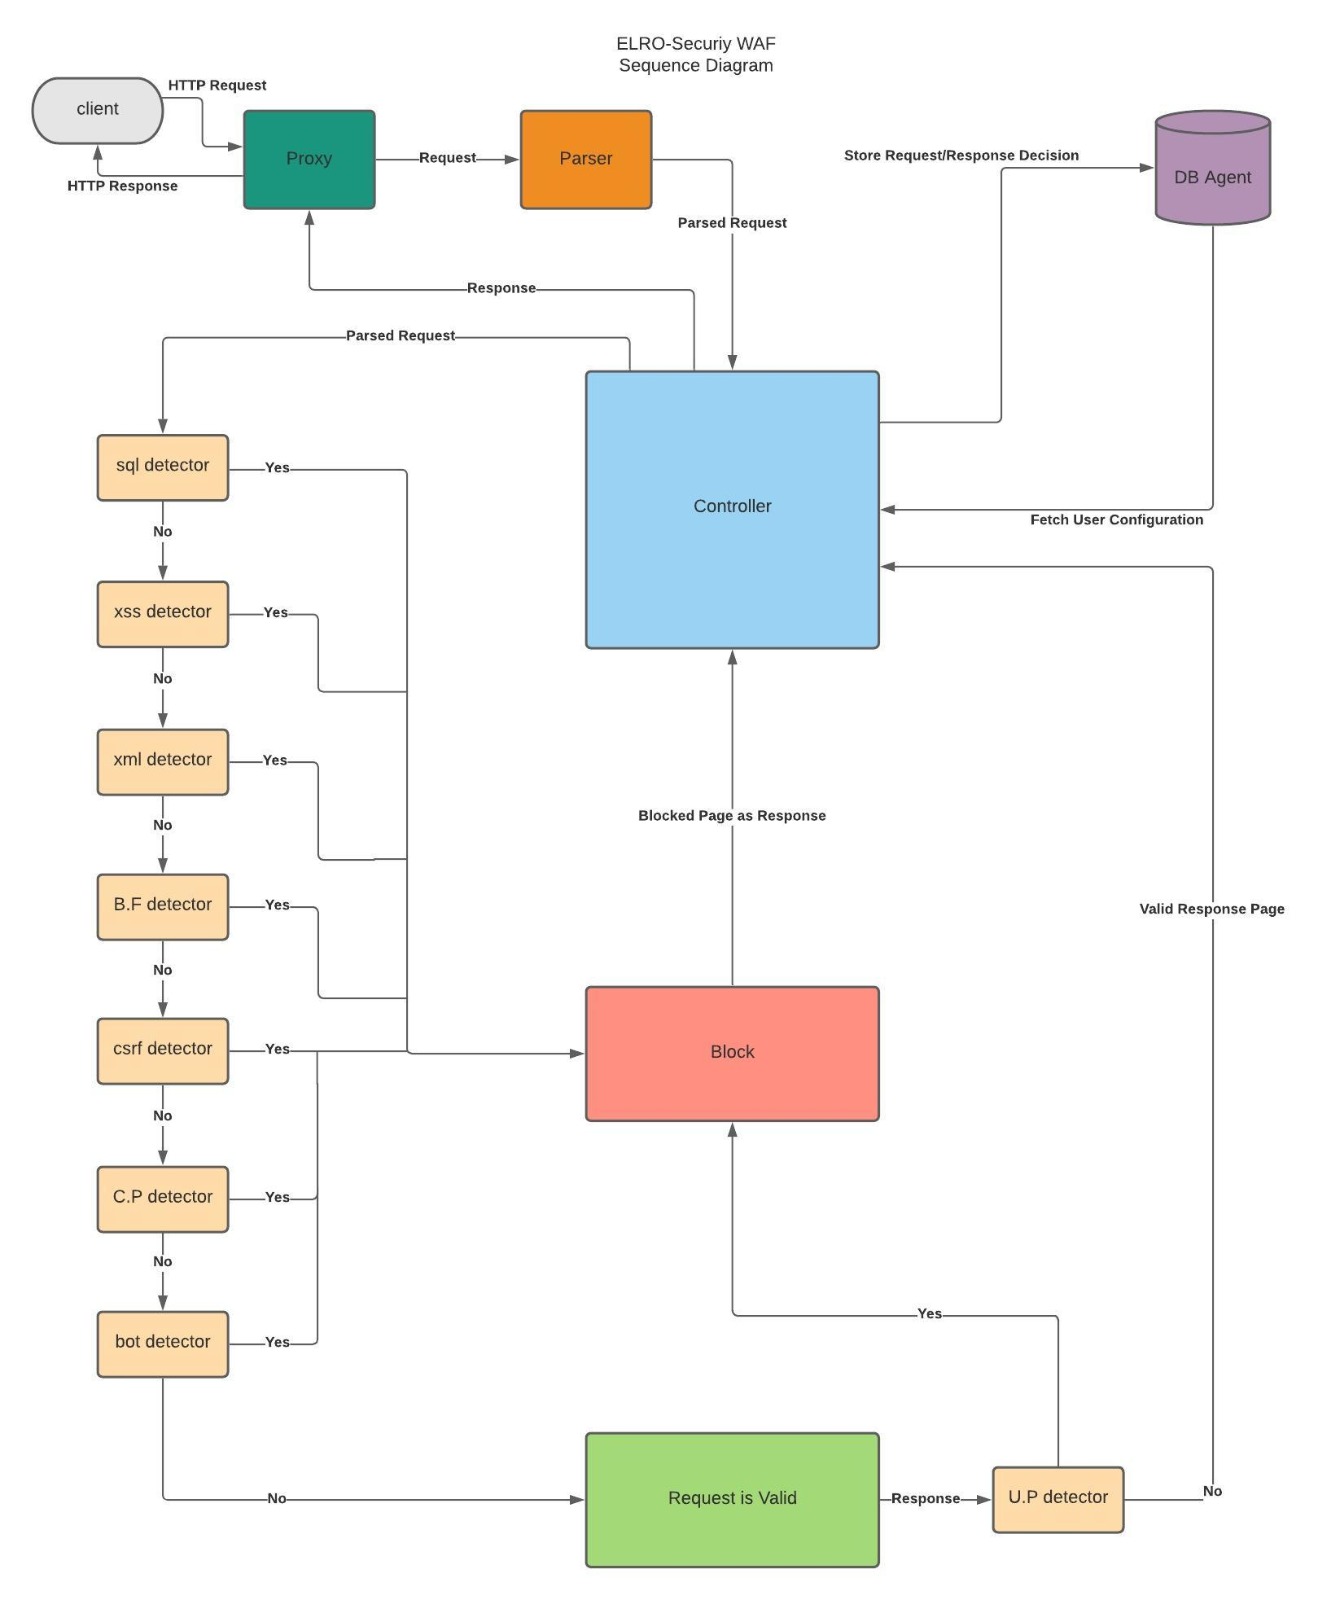 ELRO-Securiy WAF
Sequence Diagram
HTTP Request
client
Proxy
Request
Parser
Store Request/Response Decision
DB Agent
HTTP Response
Parsed Request
Response
Parsed Request
sql detector
Yes
Controller
Fetch User Configuration
No
xss detector
Yes
No
xml detector
Yes
Blocked Page as Response
No
B.F detector
Yes
Valid Response Page
No
csrf detector
Yes
Block
No
C.P detector
Yes
No
bot detector
Yes
Yes
No
Request is Valid
Response
U.P detector
No